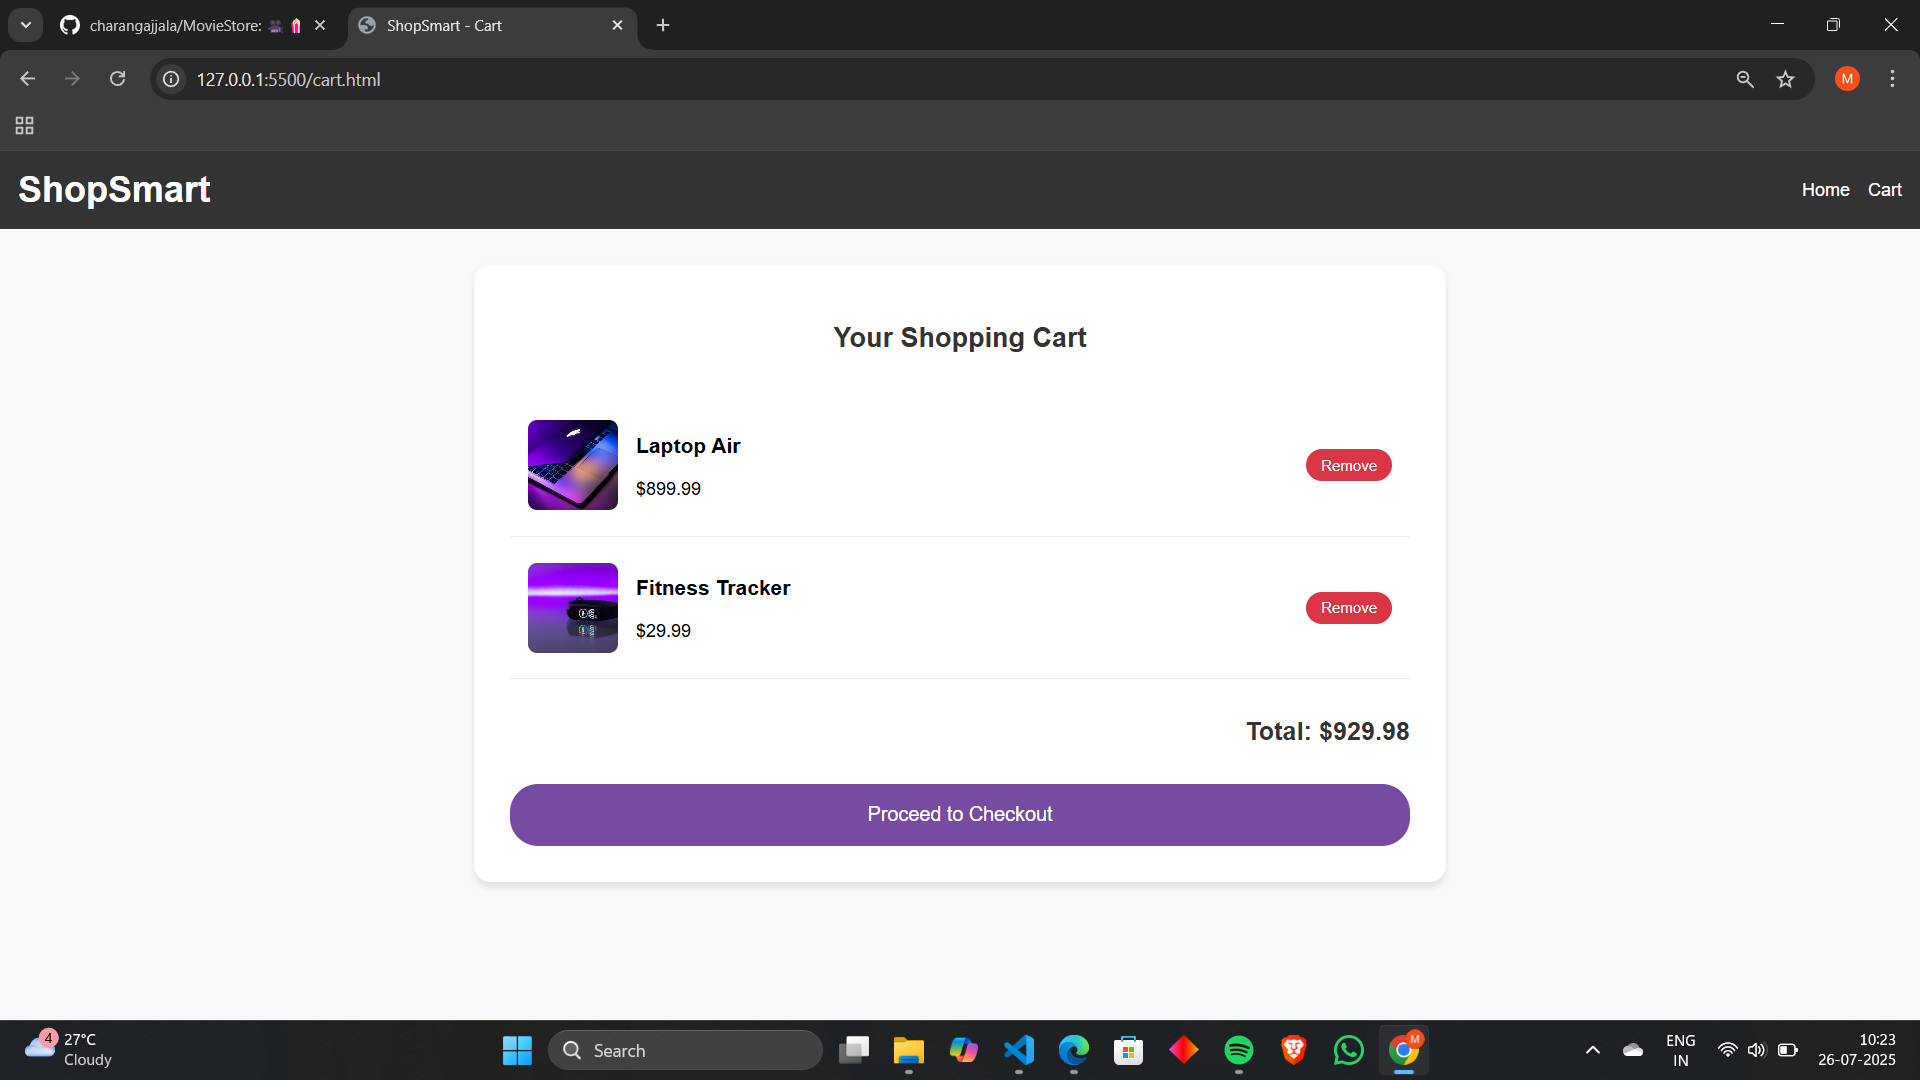 charangajjala/MovieStore: 🎥 🍿
ShopSmart - Cart
127.0.0.1:5500/cart.html
M
ShopSmart
Home Cart
Your Shopping Cart
Laptop Air
$899.99
Remove
Fitness Tracker
$29.99
Remove
Total: $929.98
Proceed to Checkout
4
27°C
Cloudy
Search
M
ENG
IN
10:23
26-07-2025